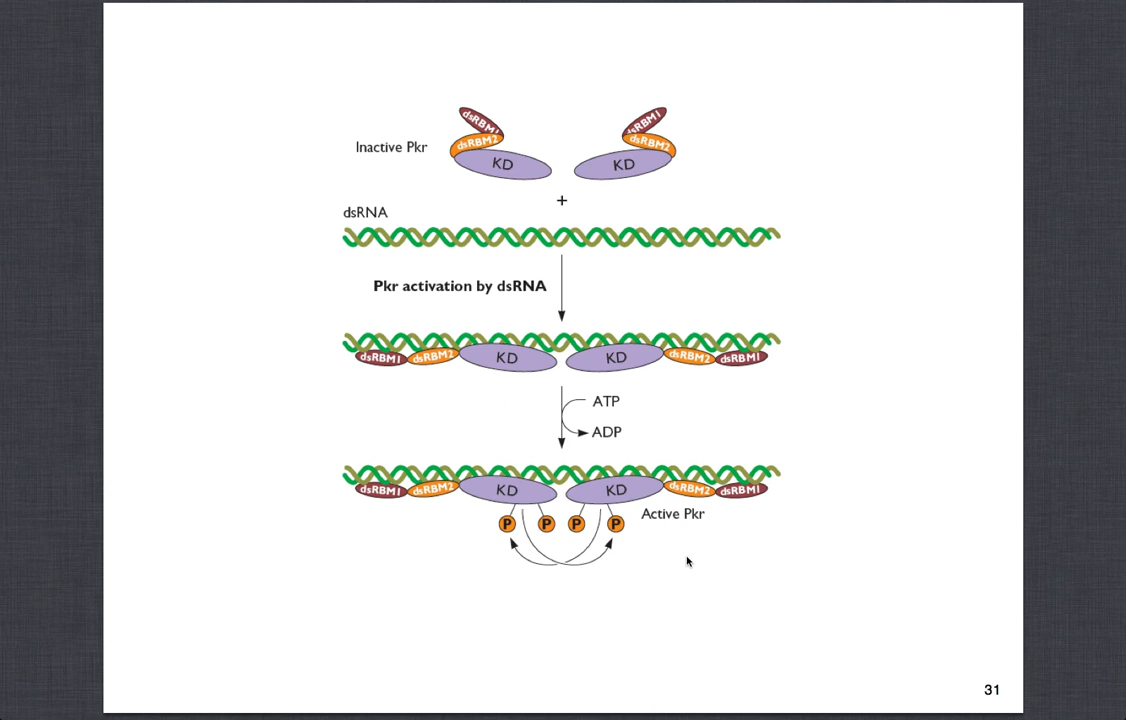 dsRBM1 dsRBM1
Inactive Pkr dsRBM2 dsRBM2
KD KD
+
dsRNA
Pkr activation by dsRNA
dsRBM1 dsRBM2 KD KD dsRBM2 dsRBM1
ATP
ADP
dsRBM1 dsRBM2 KD KD dsRBM2 dsRBM1
Active Pkr
P P P P
31